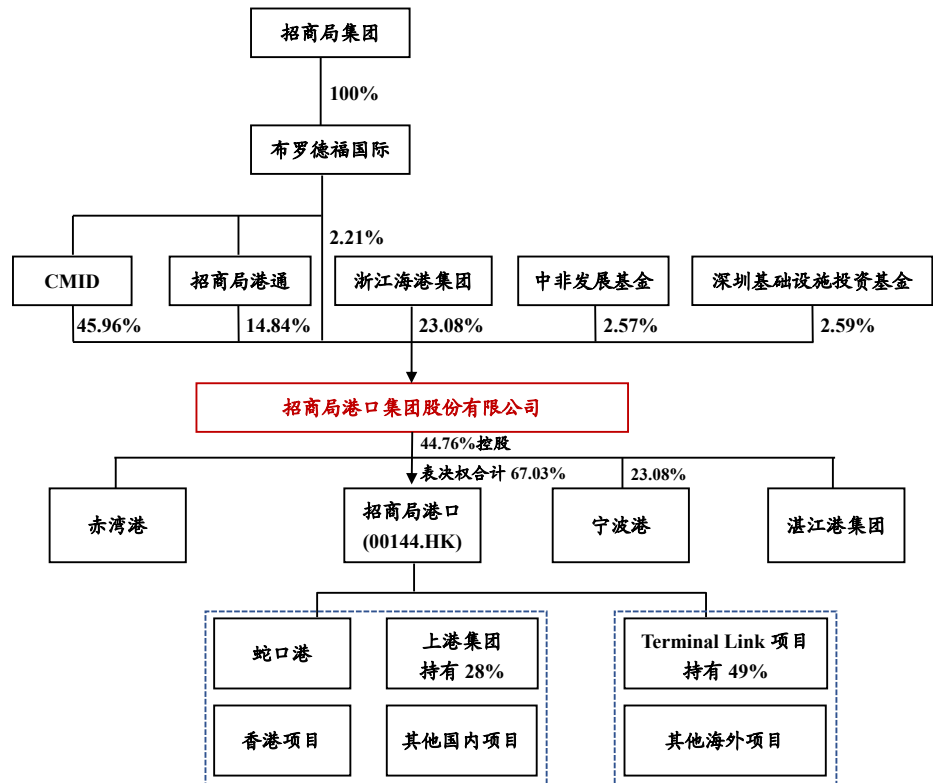 招商局集团
100%
布罗德福国际
2.21%
CMID
招商局港通
浙江海港集团
中非发展基金
深圳基础设施投资基金
45.96%
14.84%
23.08%
2.57%
2.59%
招商局港口集团股份有限公司
44.76%控股
表决权合计 67.03%
23.08%
赤湾港
招商局港口
(00144.HK)
宁波港
湛江港集团
蛇口港
上港集团
持有 28%
Terminal Link 项目
持有 49%
香港项目
其他国内项目
其他海外项目